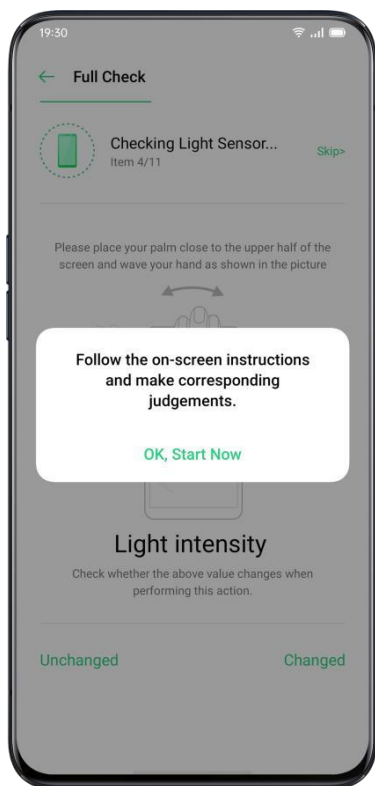 19:30
Full Check
Checking Light Sensor...
Item 4/11
Skip>
Please place your palm close to the upper half of the
screen and wave your hand as shown in the picture
Follow the on-screen instructions
and make corresponding
judgements.
OK, Start Now
Light intensity
Check whether the above value changes when
performing this action.
Unchanged
Changed